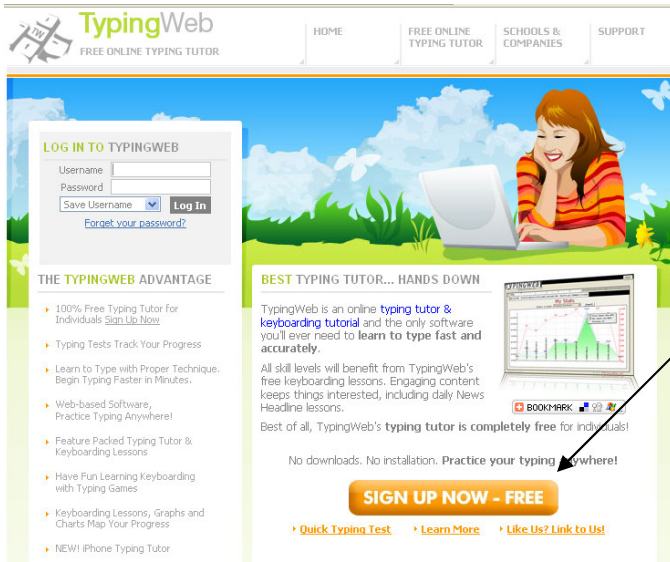 TypingWeb
FREE ONLINE TYPING TUTOR
HOME
FREE ONLINE
TYPING TUTOR
SCHOOLS &
COMPANIES
SUPPORT
LOG IN TO TYPINGWEB
Username
Password
Save Username
Log In
Forget your password?
THE TYPINGWEB ADVANTAGE
100% Free Typing Tutor for
Individuals Sign Up Now
Typing Tests Track Your Progress
Learn to Type with Proper Technique.
Begin Typing Faster in Minutes.
Web-based Software,
Practice Typing Anywhere!
Feature Packed Typing Tutor &
Keyboarding Lessons
Have Fun Learning Keyboarding
with Typing Games
Keyboarding Lessons, Graphs and
Charts Map Your Progress
NEW! iPhone Typing Tutor
BEST TYPING TUTOR... HANDS DOWN
TypingWeb is an online typing tutor &
keyboarding tutorial and the only software
you'll ever need to learn to type fast and
accurately.
All skill levels will benefit from TypingWeb's
free keyboarding lessons. Engaging content
keeps things interested, including daily News
Headline lessons.
TYPINGWEB
My Stats
BOOKMARK
Best of all, TypingWeb's typing tutor is completely free for individuals!
No downloads. No installation. Practice your typing anywhere!
SIGN UP NOW - FREE
Quick Typing Test
Learn More
Like Us? Link to Us!